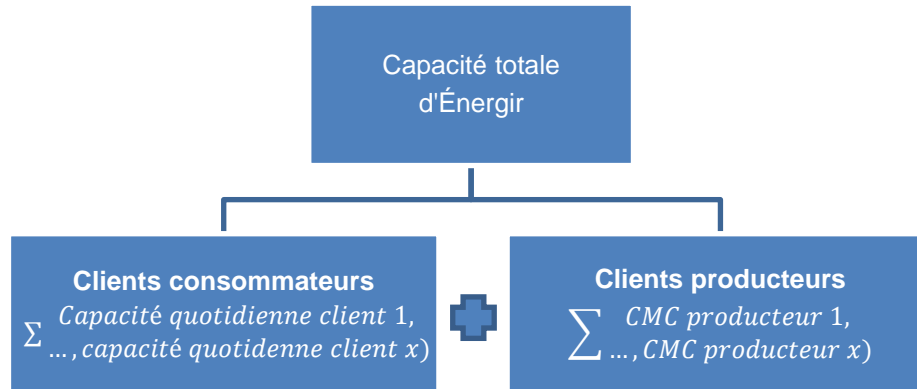 Capacité totale
d'Énergir
Clients consommateurs
∑ Capacité quotidienne client 1,
… , capacité quotidenne client x)
Clients producteurs
∑ CMC producteur 1,
… , CMC producteur x)